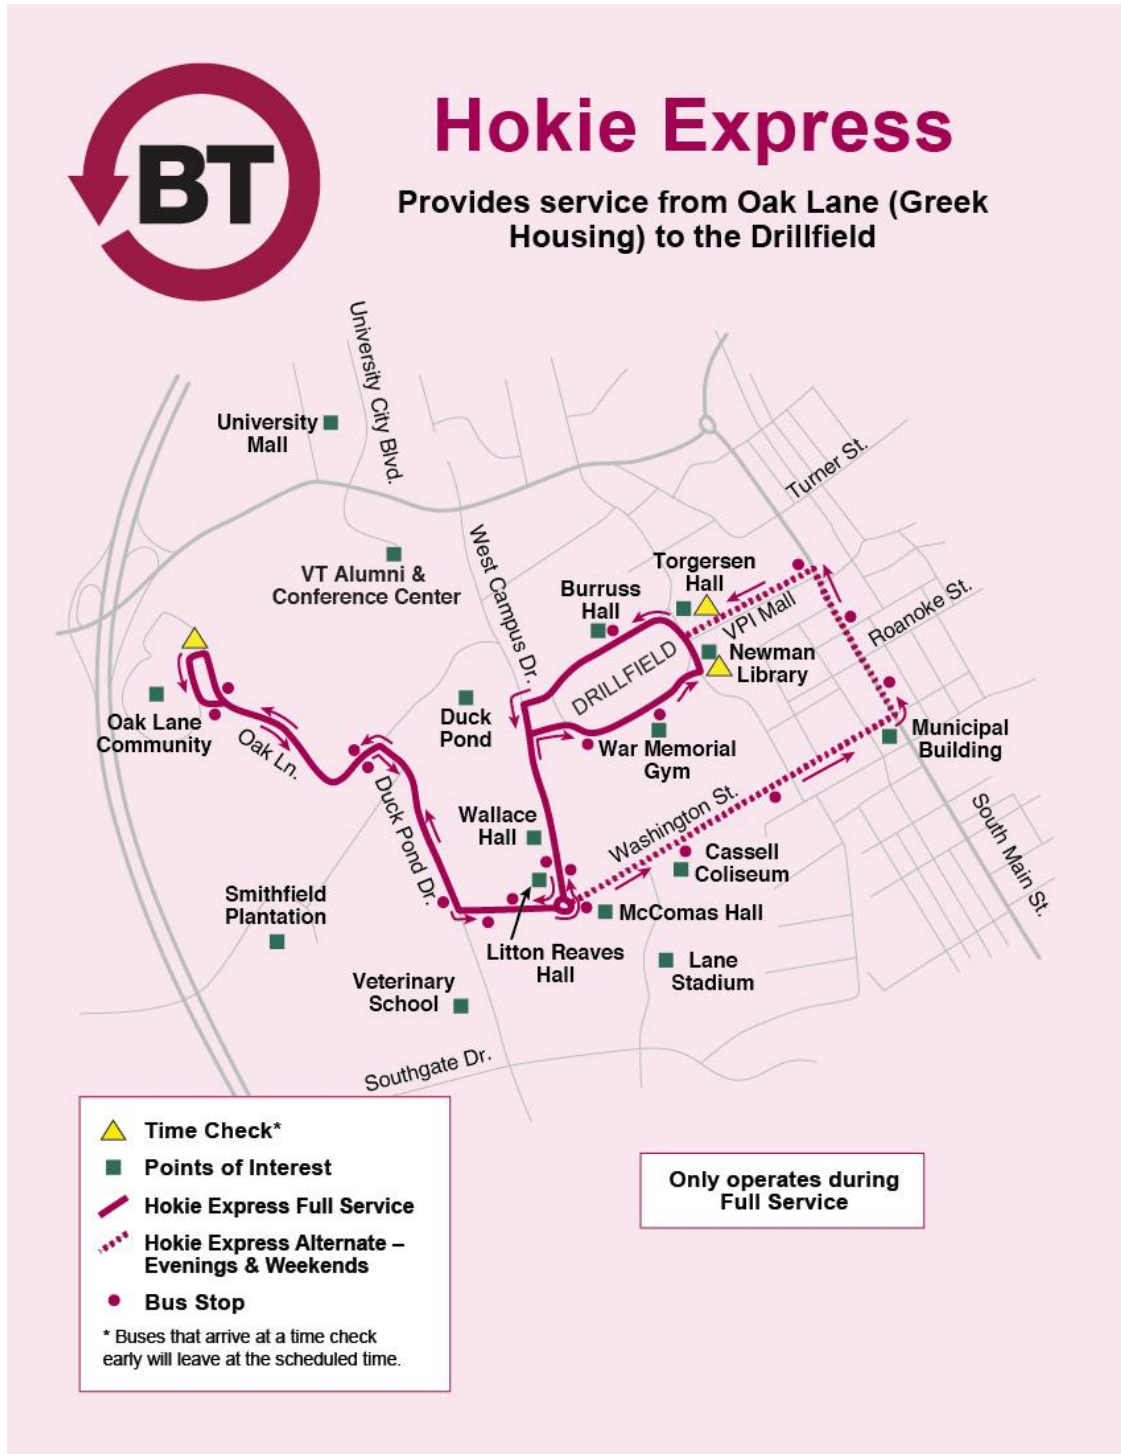 BT
Hokie Express
Provides service from Oak Lane (Greek
Housing) to the Drillfield
University City Blvd.
University
Mall
Turner St.
West Campus Dr.
VT Alumni &
Conference Center
Torgersen
Hall
Burruss
Hall
VPI Mall
Roanoke St.
DRILLFIELD
Newman
Library
Oak Lane
Community
Oak Ln.
Duck
Pond
War Memorial
Gym
Municipal
Building
Duck Pond Dr.
Wallace
Hall
Washington St.
South Main St.
Cassell
Coliseum
Smithfield
Plantation
McComas Hall
Litton Reaves
Hall
Lane
Stadium
Veterinary
School
Southgate Dr.
Time Check*
Points of Interest
Hokie Express Full Service
Hokie Express Alternate –
Evenings & Weekends
Bus Stop
* Buses that arrive at a time check
early will leave at the scheduled time.
Only operates during
Full Service